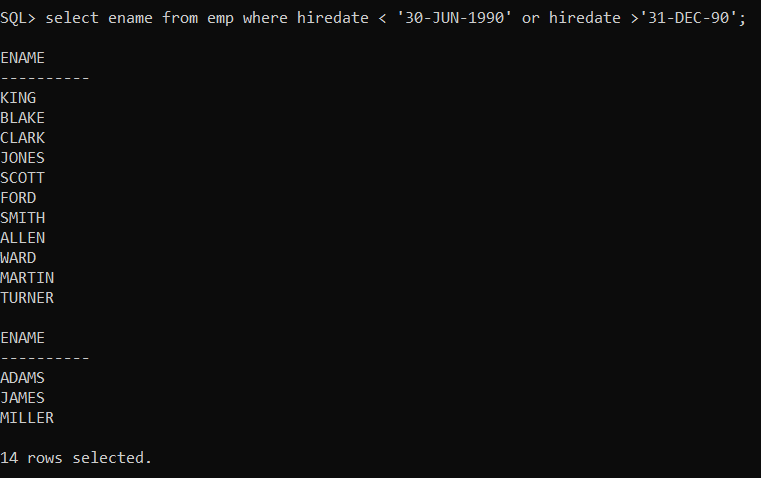 SQL> select ename from emp where hiredate < '30-JUN-1990' or hiredate >'31-DEC-90';
ENAME
----------
KING
BLAKE
CLARK
JONES
SCOTT
FORD
SMITH
ALLEN
WARD
MARTIN
TURNER
ENAME
----------
ADAMS
JAMES
MILLER
14 rows selected.